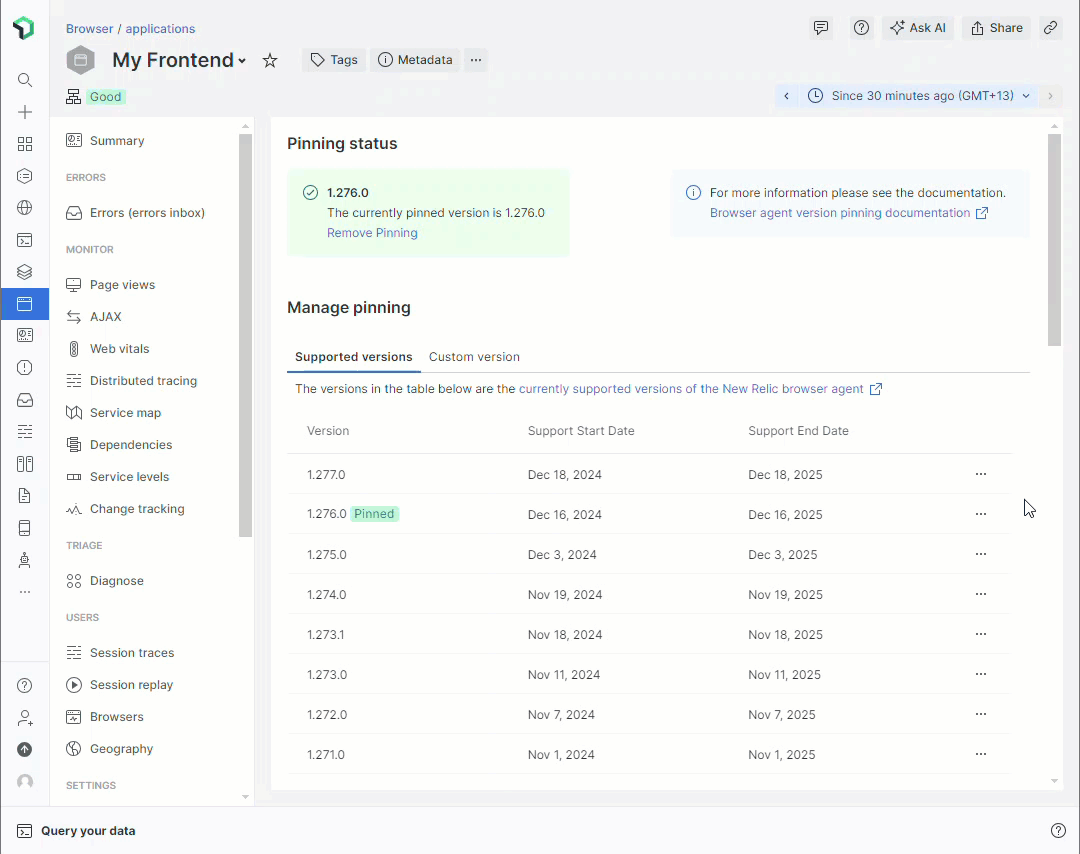 Browser / applications
Ask AI
Share
My Frontend
Tags
Metadata
Good
Since 30 minutes ago (GMT+13)
Summary
ERRORS
Errors (errors inbox)
MONITOR
Page views
AJAX
Web vitals
Distributed tracing
Service map
Dependencies
Service levels
Change tracking
TRIAGE
Diagnose
USERS
Session traces
Session replay
Browsers
Geography
SETTINGS
Pinning status
1.276.0
The currently pinned version is 1.276.0
Remove Pinning
For more information please see the documentation.
Browser agent version pinning documentation
Manage pinning
Supported versions Custom version
The versions in the table below are the currently supported versions of the New Relic browser agent
Version Support Start Date Support End Date
1.277.0 Dec 18, 2024 Dec 18, 2025
1.276.0 Pinned Dec 16, 2024 Dec 16, 2025
1.275.0 Dec 3, 2024 Dec 3, 2025
1.274.0 Nov 19, 2024 Nov 19, 2025
1.273.1 Nov 18, 2024 Nov 18, 2025
1.273.0 Nov 11, 2024 Nov 11, 2025
1.272.0 Nov 7, 2024 Nov 7, 2025
1.271.0 Nov 1, 2024 Nov 1, 2025
Query your data